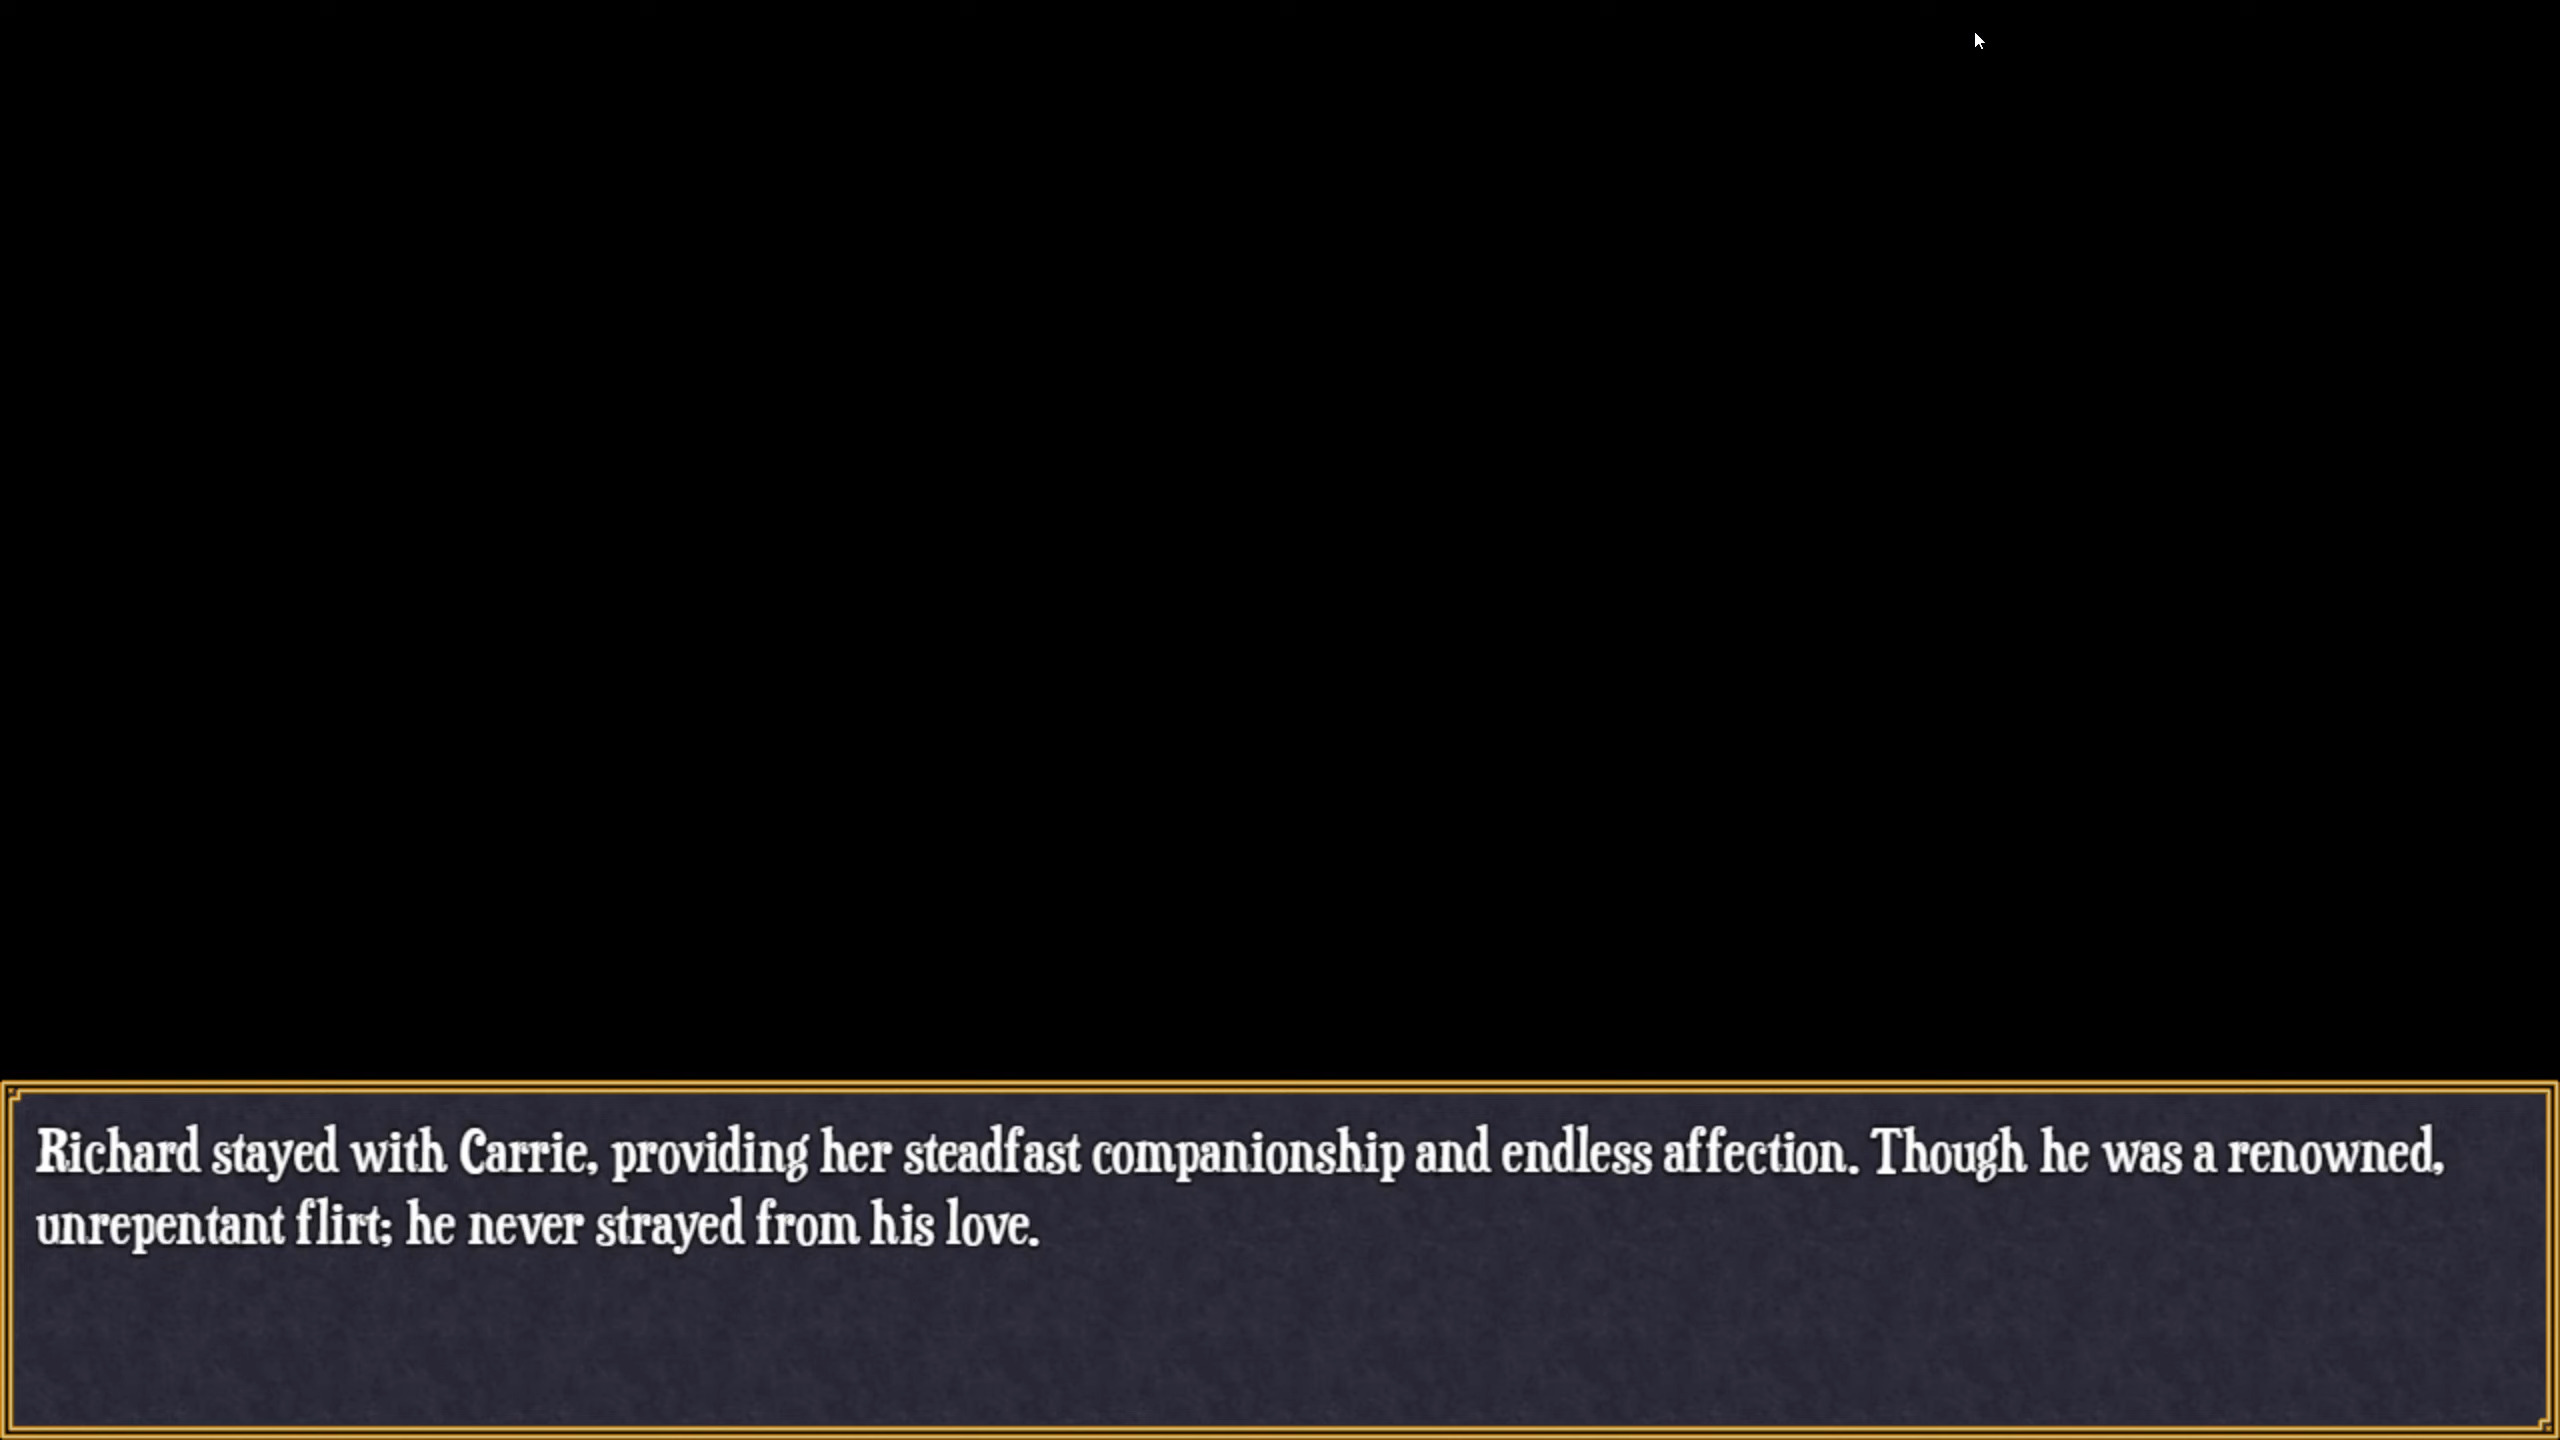 Richard stayed with Carrie, providing her steadfast companionship and endless affection. Though he was a renowned,
unrepentant flirt; he never strayed from his love.